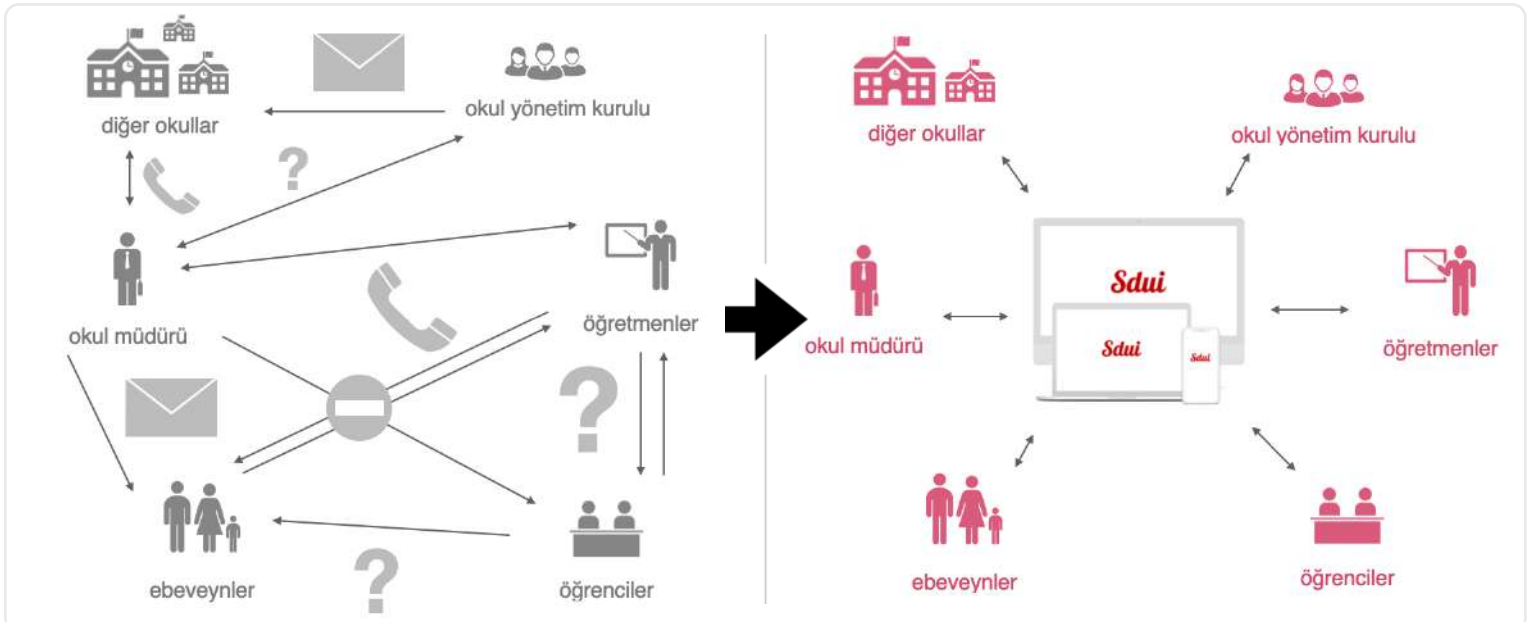 diğer okullar
okul yönetim kurulu
?
okul müdürü
öğretmenler
?
ebeveynler
?
öğrenciler
diğer okullar
okul yönetim kurulu
Sdui
Sdui
Sdui
okul müdürü
öğretmenler
ebeveynler
öğrenciler